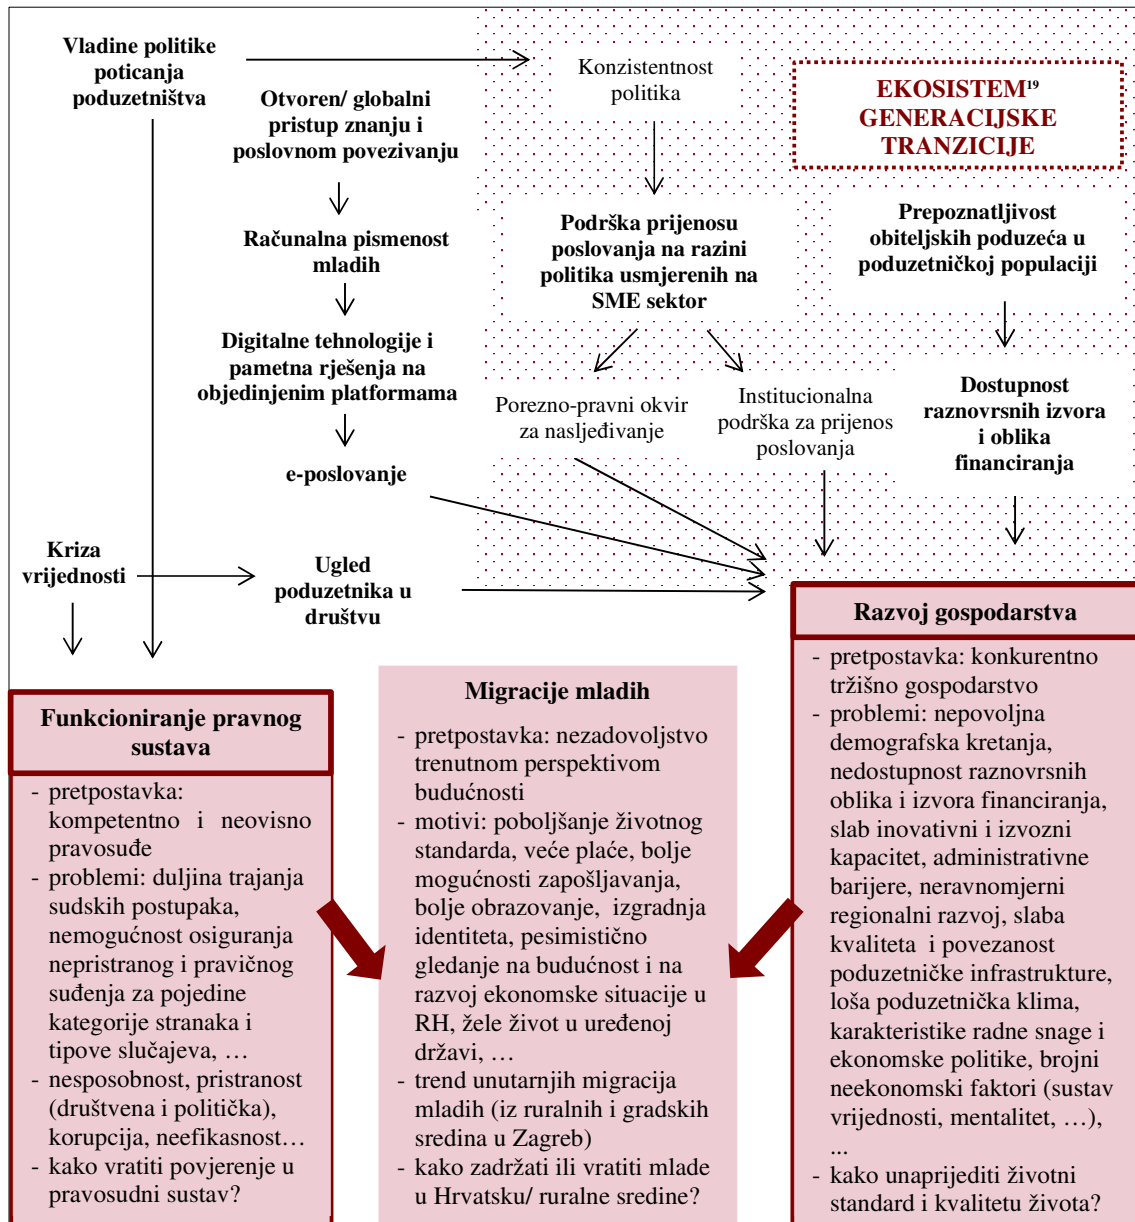 Vladine politike
poticanja
poduzetništva
Otvoren/ globalni
pristup znanju i
poslovnom povezivanju
Računalna pismenost
mladih
Digitalne tehnologije i
pametna rješenja na
objedinjenim platformama
e-poslovanje
Kriza
vrijednosti
Ugled
poduzetnika u
društvu
Konzistentnost
politika
Podrška prijenosu
poslovanja na razini
politika usmjerenih na
SME sektor
Porezno-pravni okvir
za nasljeđivanje
Institucionalna
podrška za prijenos
poslovanja
EKOSISTEM¹⁹
GENERACIJSKE
TRANZICIJE
Prepoznatljivost
obiteljskih poduzeća u
poduzetničkoj populaciji
Dostupnost
raznovrsnih izvora
i oblika
financiranja
Funkcioniranje pravnog
sustava
- pretpostavka:
kompetentno i neovisno
pravosuđe
- problemi: duljina trajanja
sudskih postupaka,
nemogućnost osiguranja
nepristranog i pravičnog
suđenja za pojedine
kategorije stranaka i
tipove slučajeva, …
- nesposobnost, pristranost
(društvena i politička),
korupcija, neefikasnost…
- kako vratiti povjerenje u
pravosudni sustav?
Migracije mladih
- pretpostavka: nezadovoljstvo
trenutnom perspektivom
budućnosti
- motivi: poboljšanje životnog
standarda, veće plaće, bolje
mogućnosti zapošljavanja,
bolje obrazovanje, izgradnja
identiteta, pesimistično
gledanje na budućnost i na
razvoj ekonomske situacije u
RH, žele život u uređenoj
državi, …
- trend unutarnjih migracija
mladih (iz ruralnih i gradskih
sredina u Zagreb)
- kako zadržati ili vratiti mlade
u Hrvatsku/ ruralne sredine?
Razvoj gospodarstva
- pretpostavka: konkurentno
tržišno gospodarstvo
- problemi: nepovoljna
demografska kretanja,
nedostupnost raznovrsnih
oblika i izvora financiranja,
slab inovativni i izvozni
kapacitet, administrativne
barijere, neravnomjerni
regionalni razvoj, slaba
kvaliteta i povezanost
poduzetničke infrastrukture,
loša poduzetnička klima,
karakteristike radne snage i
ekonomske politike, brojni
neekonomski faktori (sustav
vrijednosti, mentalitet, …),
...
- kako unaprijediti životni
standard i kvalitetu života?